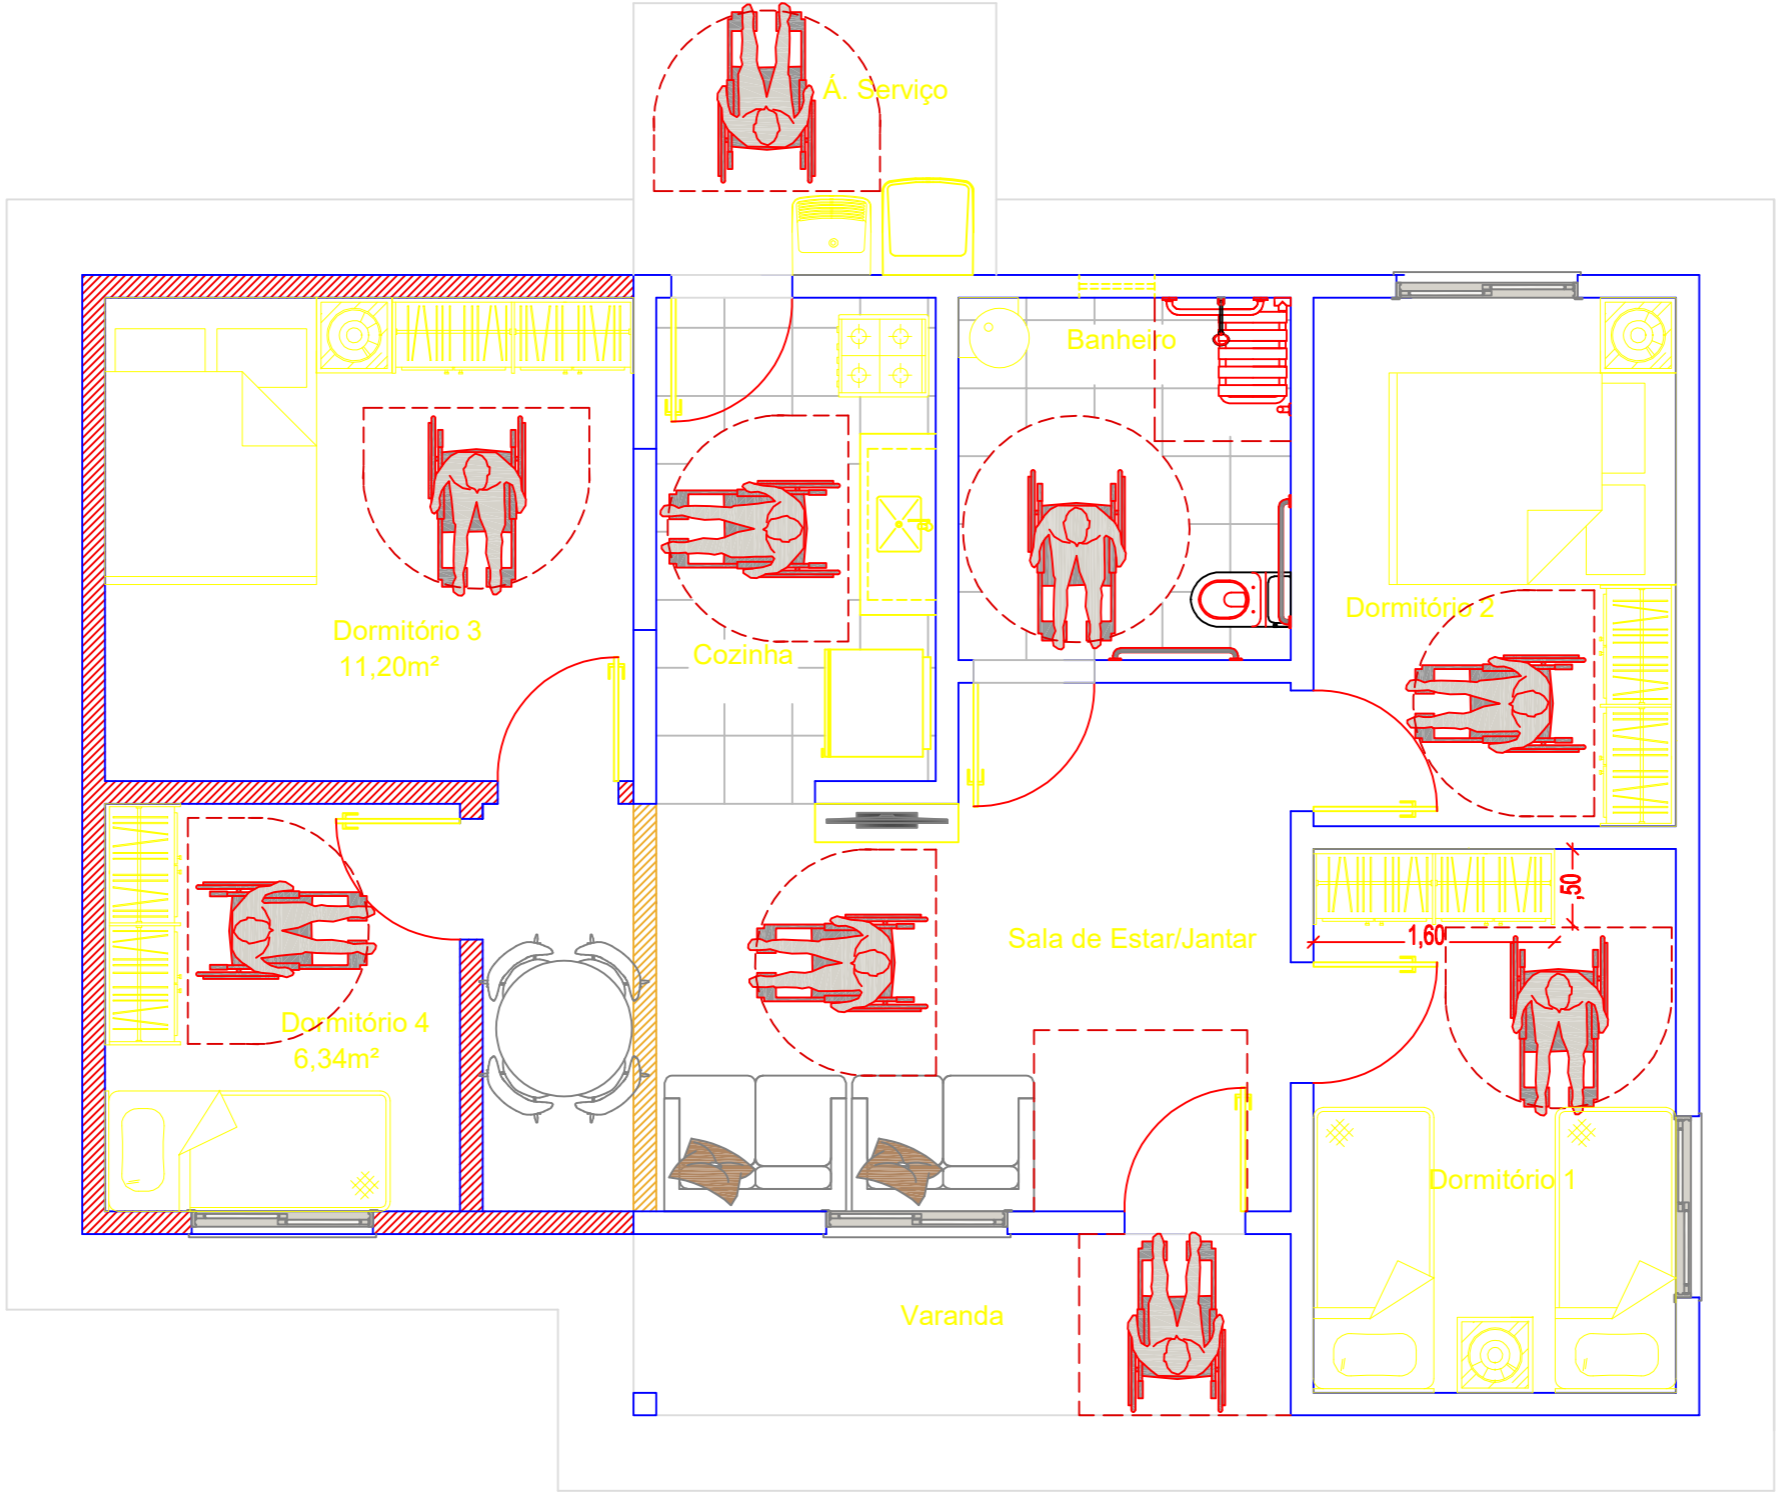 Á. Serviço
Banheiro
Dormitório 2
Dormitório 3
11,20m²
Cozinha
,50
1,60
Sala de Estar/Jantar
Dormitório 4
6,34m²
Dormitório 1
Varanda